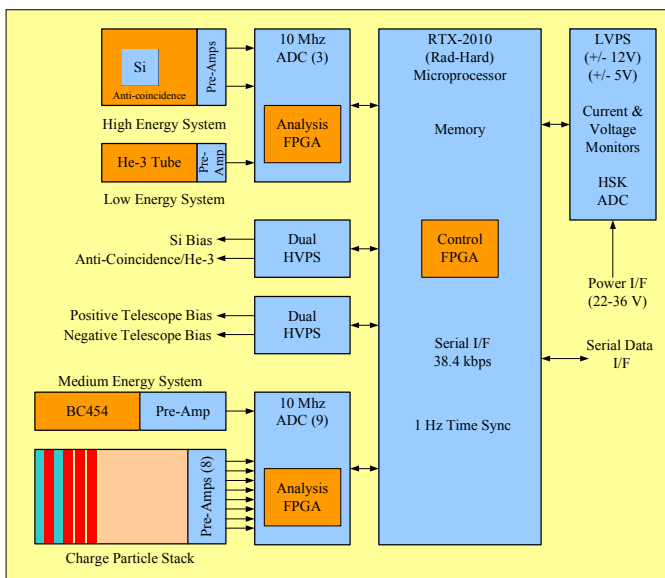 Si
Anti-coincidence
Pre-Amps
High Energy System
He-3 Tube
Pre-
Amp
Low Energy System
10 Mhz
ADC (3)
Analysis
FPGA
Si Bias
Anti-Coincidence/He-3
Dual
HVPS
Positive Telescope Bias
Negative Telescope Bias
Dual
HVPS
Medium Energy System
BC454
Pre-Amp
10 Mhz
ADC (9)
Analysis
FPGA
Pre-Amps (8)
Charge Particle Stack
RTX-2010
(Rad-Hard)
Microprocessor
Memory
Control
FPGA
Serial I/F
38.4 kbps
1 Hz Time Sync
LVPS
(+/- 12V)
(+/- 5V)
Current &
Voltage
Monitors
HSK
ADC
Power I/F
(22-36 V)
Serial Data
I/F